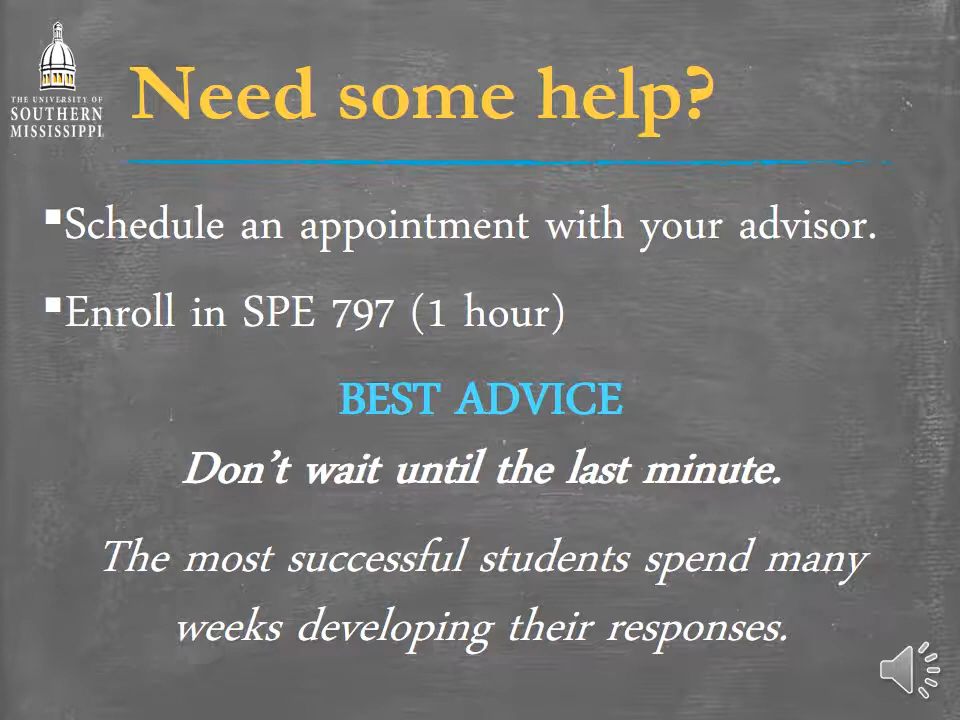 THE UNIVERSITY OF
SOUTHERN
MISSISSIPPI
Need some help?
▪Schedule an appointment with your advisor.
▪Enroll in SPE 797 (1 hour)
BEST ADVICE
Don't wait until the last minute.
The most successful students spend many
weeks developing their responses.